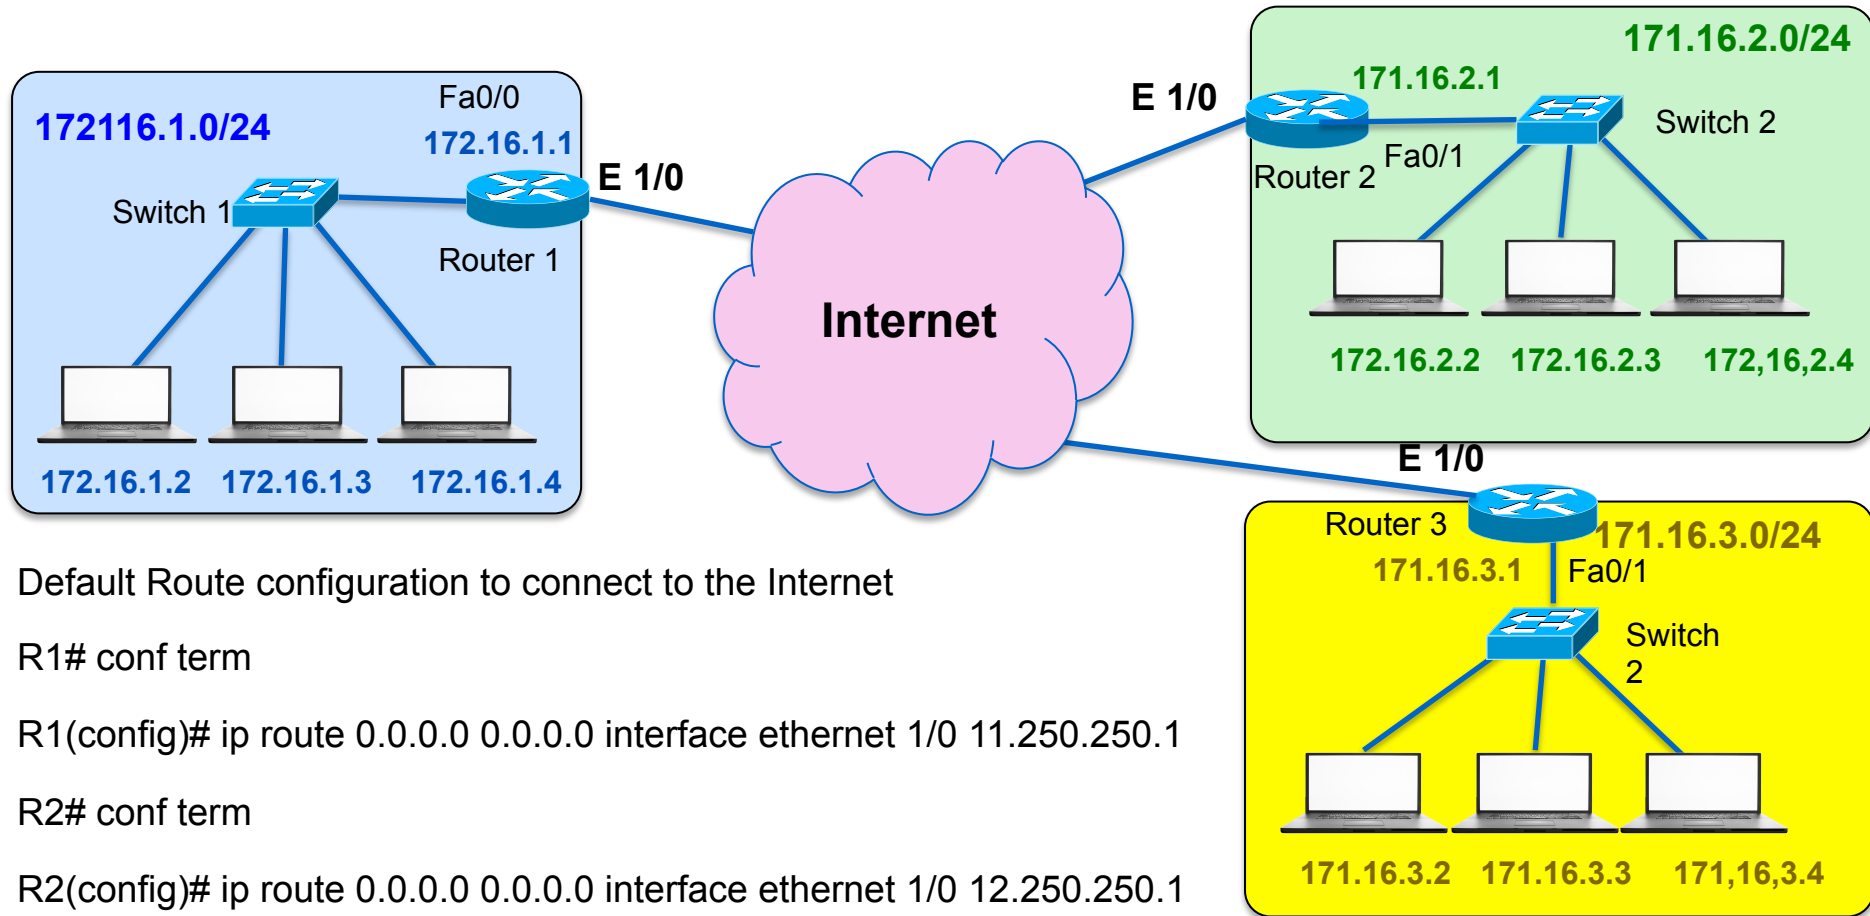 172116.1.0/24
Fa0/0
172.16.1.1
E 1/0
Switch 1
Router 1
172.16.1.2
172.16.1.3
172.16.1.4
Internet
171.16.2.0/24
171.16.2.1
E 1/0
Switch 2
Fa0/1
Router 2
172.16.2.2
172.16.2.3
172,16,2.4
E 1/0
Router 3
171.16.3.0/24
171.16.3.1
Fa0/1
Switch
2
171.16.3.2
171.16.3.3
171,16,3.4
Default Route configuration to connect to the Internet
R1# conf term
R1(config)# ip route 0.0.0.0 0.0.0.0 interface ethernet 1/0 11.250.250.1
R2# conf term
R2(config)# ip route 0.0.0.0 0.0.0.0 interface ethernet 1/0 12.250.250.1